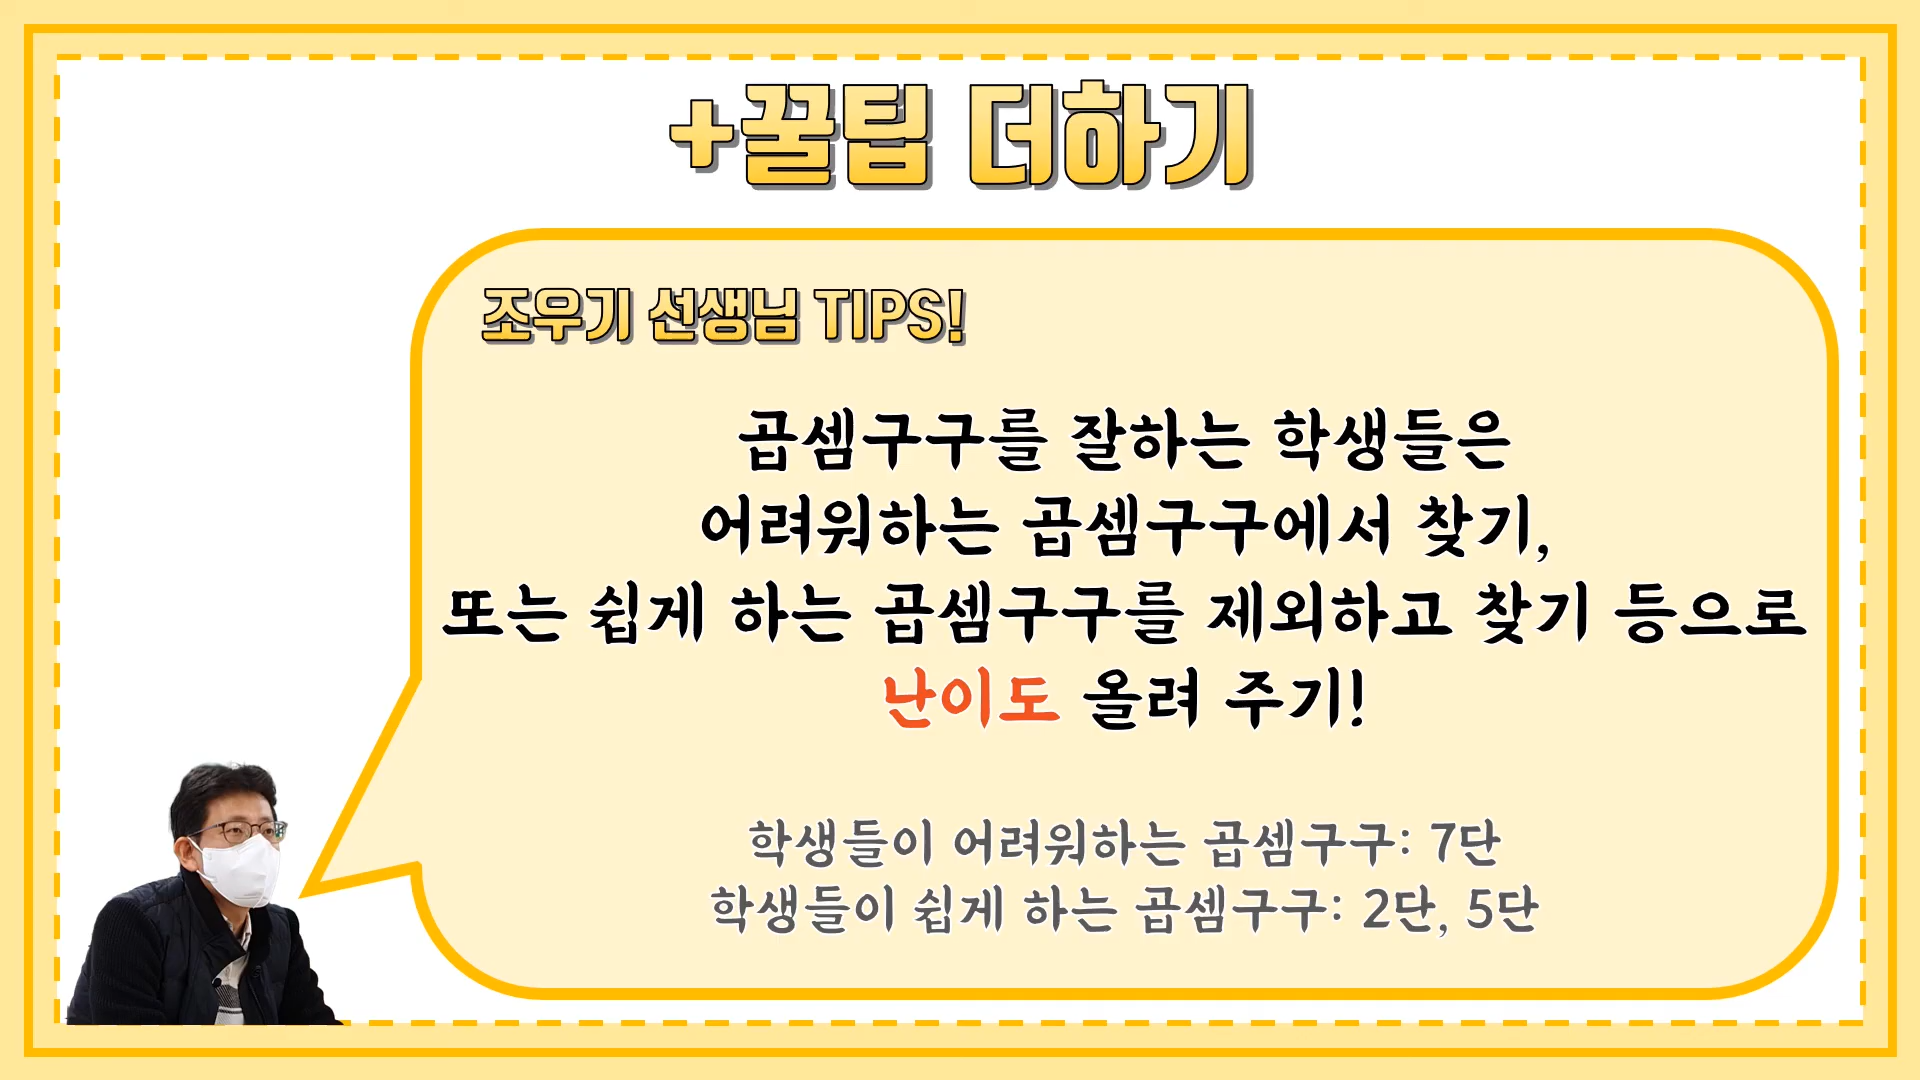 +꿀팁 더하기
조우기 선생님 TIPS!
곱셈구구를 잘하는 학생들은
어려워하는 곱셈구구에서 찾기,
또는 쉽게 하는 곱셈구구를 제외하고 찾기 등으로
난이도 올려 주기!
학생들이 어려워하는 곱셈구구: 7단
학생들이 쉽게 하는 곱셈구구: 2단, 5단